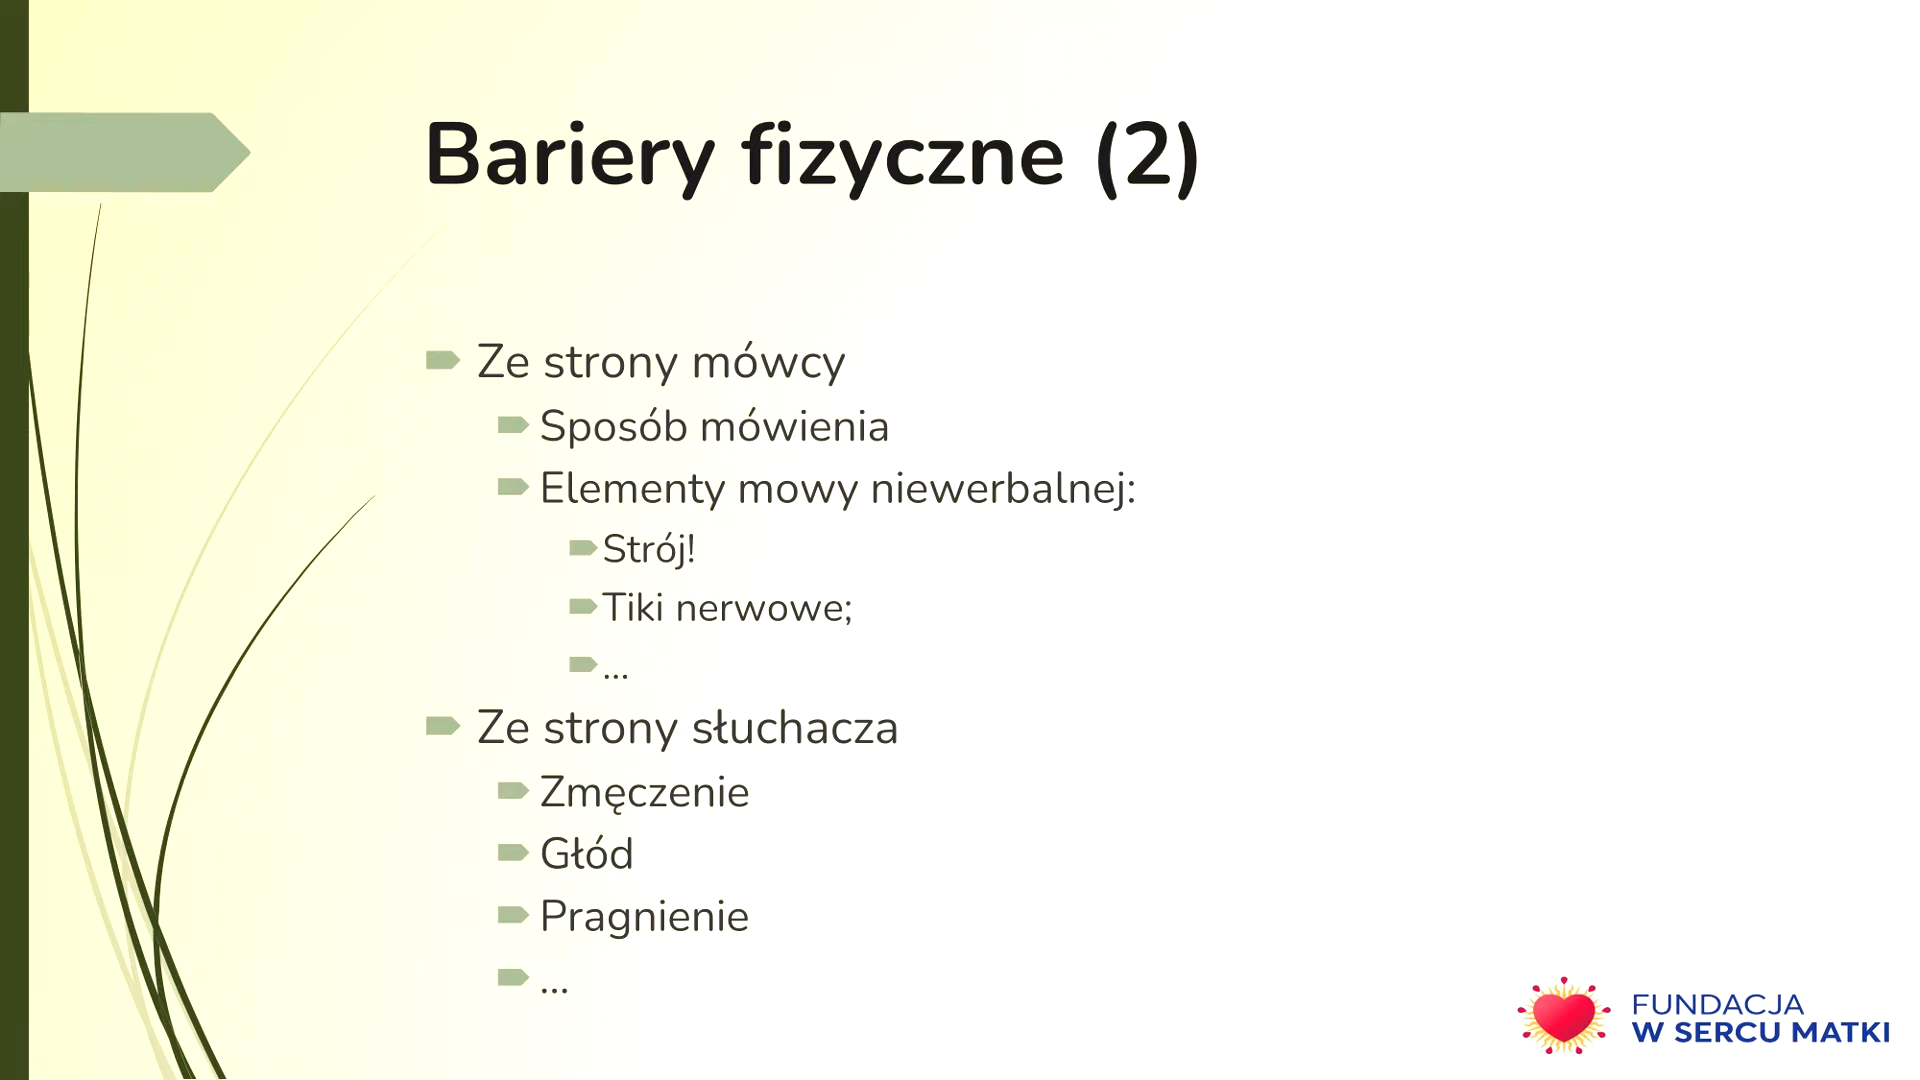 Bariery fizyczne (2)
Ze strony mówcy
Sposób mówienia
Elementy mowy niewerbalnej:
Strój!
Tiki nerwowe;
...
Ze strony słuchacza
Zmęczenie
Głód
Pragnienie
...
FUNDACJA
W SERCU MATKI